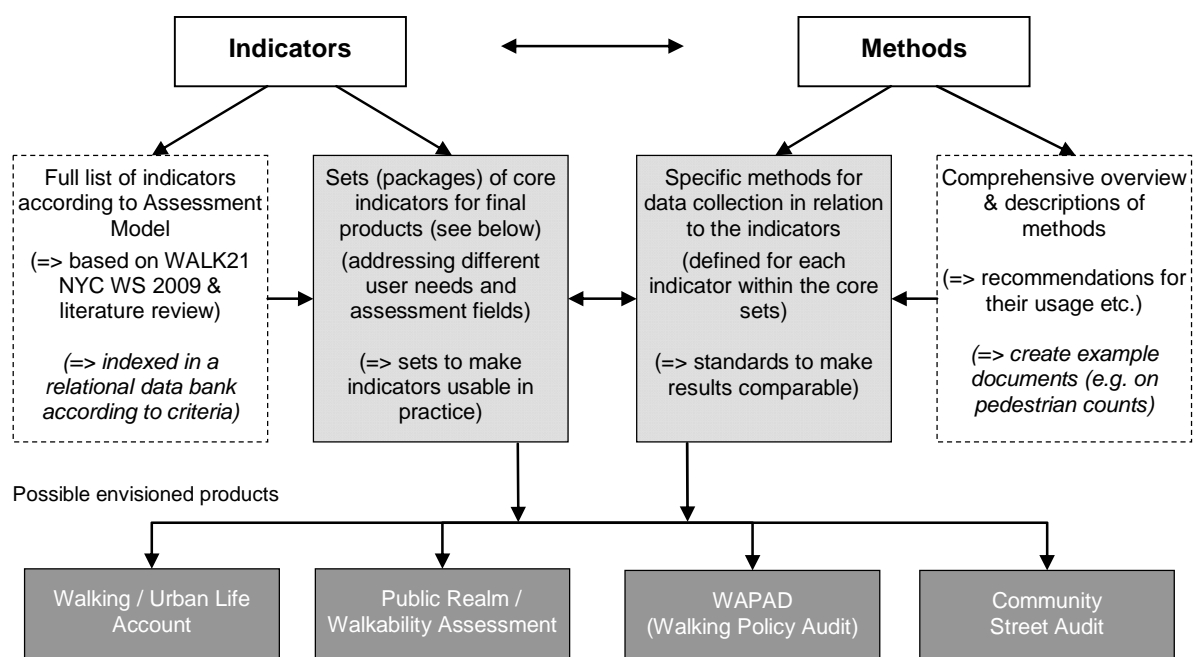 Indicators
Methods
Full list of indicators
according to Assessment
Model
(=> based on WALK21
NYC WS 2009 &
literature review)
(=> indexed in a
relational data bank
according to criteria)
Sets (packages) of core
indicators for final
products (see below)
(addressing different
user needs and
assessment fields)
(=> sets to make
indicators usable in
practice)
Specific methods for
data collection in relation
to the indicators
(defined for each
indicator within the core
sets)
(=> standards to make
results comparable)
Comprehensive overview
& descriptions of
methods
(=> recommendations for
their usage etc.)
(=> create example
documents (e.g. on
pedestrian counts)
Possible envisioned products
Walking / Urban Life
Account
Public Realm /
Walkability Assessment
WAPAD
(Walking Policy Audit)
Community
Street Audit